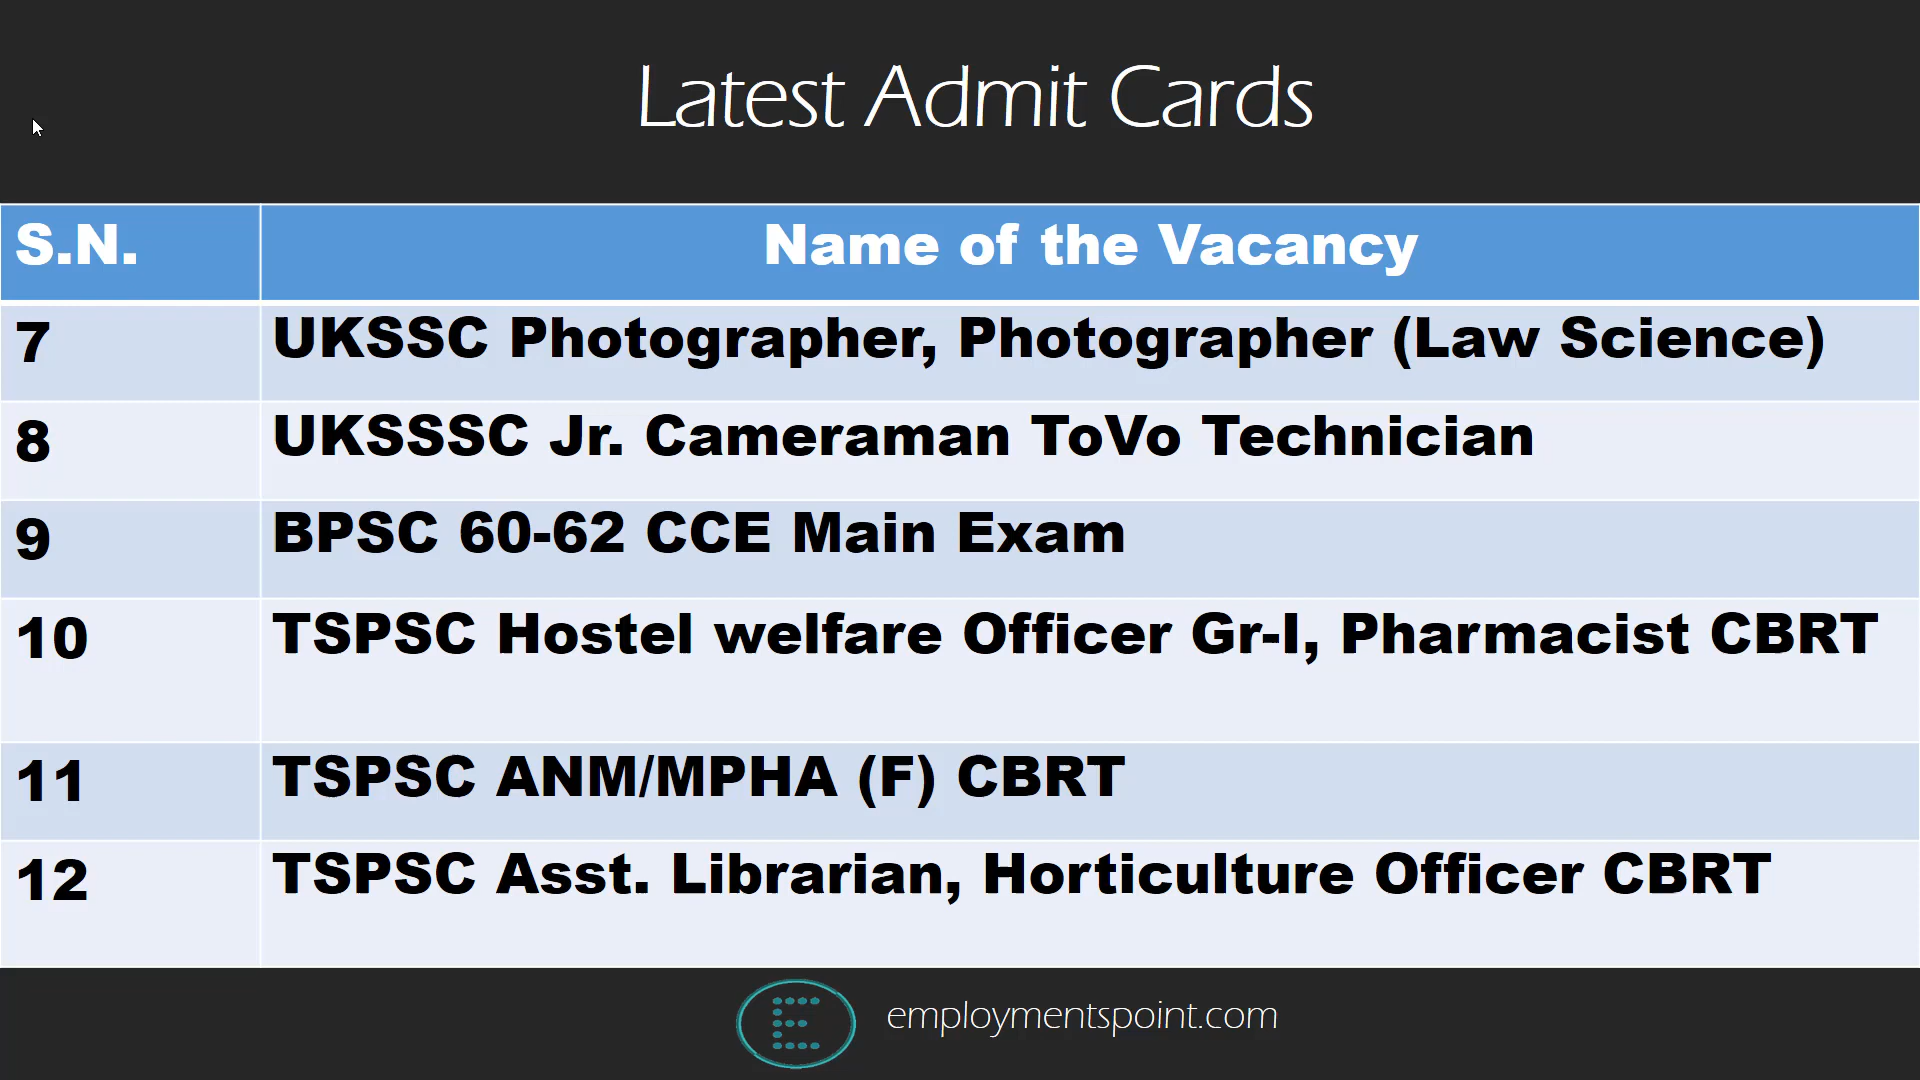 Latest Admit Cards
S.N. Name of the Vacancy
7 UKSSC Photographer, Photographer (Law Science)
8 UKSSSC Jr. Cameraman ToVo Technician
9 BPSC 60-62 CCE Main Exam
10 TSPSC Hostel welfare Officer Gr-I, Pharmacist CBRT
11 TSPSC ANM/MPHA (F) CBRT
12 TSPSC Asst. Librarian, Horticulture Officer CBRT
E employmentspoint.com